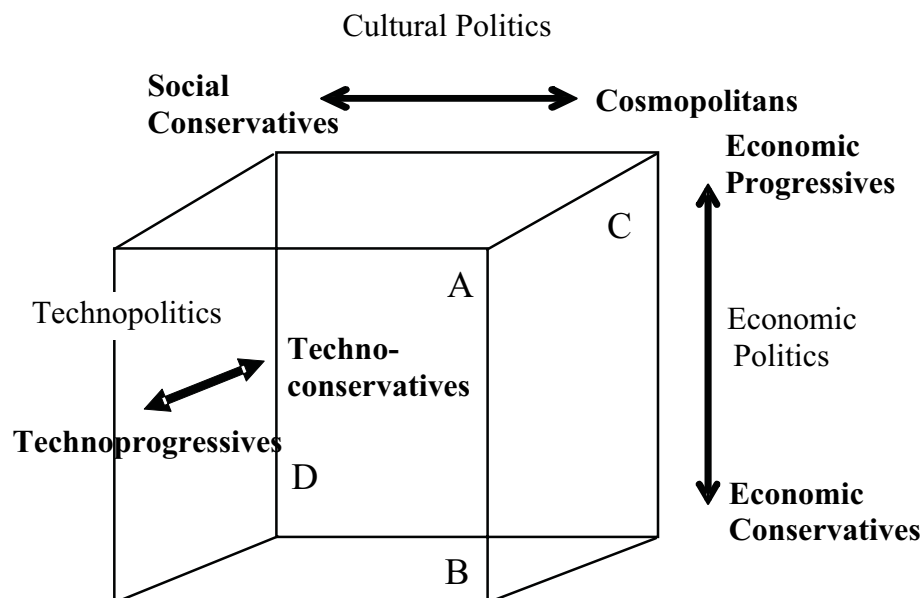 Cultural Politics
Social
Conservatives
Cosmopolitans
Economic
Progressives
C
A
Technopolitics
Economic
Politics
Techno-
conservatives
Technoprogressives
D
Economic
Conservatives
B